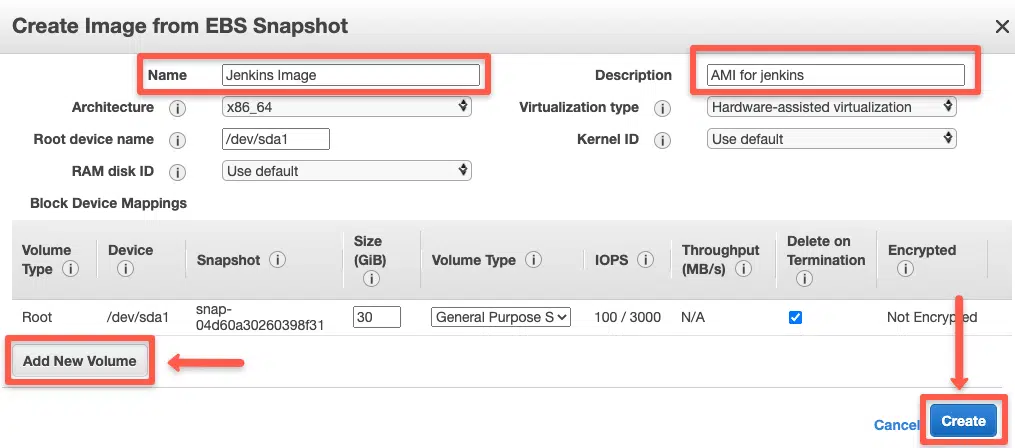 Create Image from EBS Snapshot
Name Jenkins Image Description AMI for jenkins
Architecture x86_64 Virtualization type Hardware-assisted virtualization
Root device name /dev/sda1 Kernel ID Use default
RAM disk ID Use default
Block Device Mappings
Volume Type Device Snapshot Size (GiB) Volume Type IOPS Throughput (MB/s) Delete on Termination Encrypted
Root /dev/sda1 snap-04d60a30260398f31 30 General Purpose S 100 / 3000 N/A Not Encrypted
Add New Volume
Cancel Create